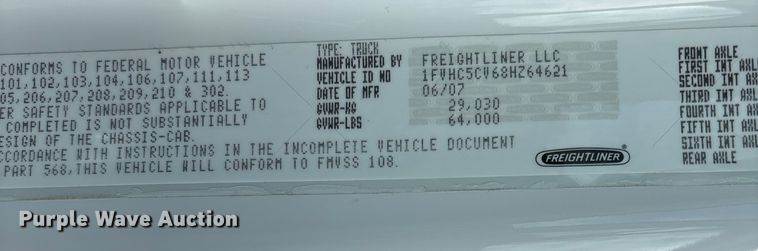 CONFORMS TO FEDERAL MOTOR VEHICLE
101, 102, 103, 104, 106, 107, 111, 113
05, 206, 207, 208, 209, 210 & 302.
ER SAFETY STANDARDS APPLICABLE TO
COMPLETED IS NOT SUBSTANTIALLY
ESIGN OF THE CHASSIS-CAB.
CCORDANCE WITH INSTRUCTIONS IN THE INCOMPLETE VEHICLE DOCUMENT
PART 568, THIS VEHICLE WILL CONFORM TO FMVSS 108.
TYPE: TRUCK
MANUFACTURED BY FREIGHTLINER LLC
VEHICLE ID NO 1FVHC5CV68HZ64621
DATE OF MFR 06/07
GVWR-KG 29,030
GVWR-LBS 64,000
FREIGHTLINER
FRONT AXLE
FIRST INT AXL
SECOND INT A
THIRD INT AXL
FOURTH INT A
FIFTH INT AXL
SIXTH INT AXL
REAR AXLE
Purple Wave Auction